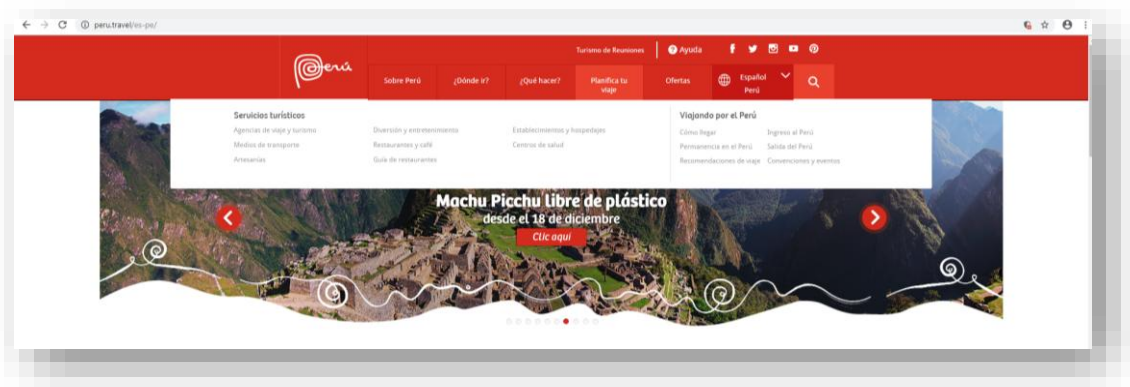 peru.travel/es-pe/
Turismo de Reuniones
Ayuda
Perú
Sobre Perú
¿Dónde ir?
¿Qué hacer?
Planifica tu
viaje
Ofertas
Español
Perú
Servicios turísticos
Agencias de viaje y turismo
Diversión y entretenimiento
Establecimientos y hospedajes
Medios de transporte
Restaurantes y café
Centros de salud
Artesanías
Guía de restaurantes
Viajando por el Perú
Cómo llegar
Ingreso al Perú
Permanencia en el Perú
Salida del Perú
Recomendaciones de viaje
Convenciones y eventos
Machu Picchu libre de plástico
desde el 18 de diciembre
Clic aquí